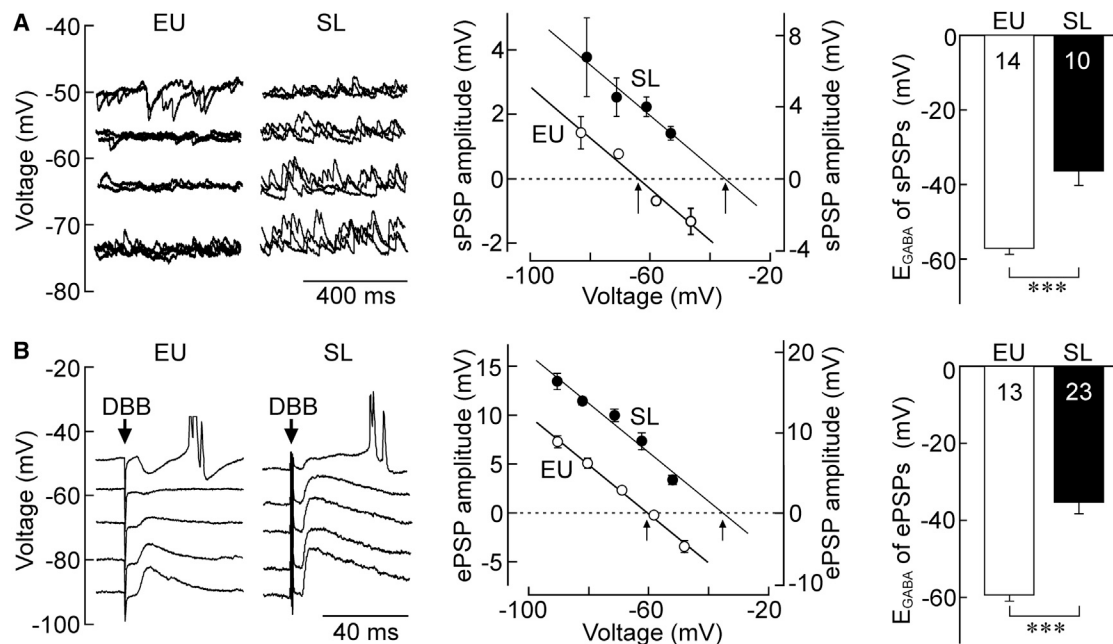 A
EU
SL
Voltage (mV)
-40
-50
-60
-70
-80
400 ms
sPSP amplitude (mV)
4
2
0
-2
SL
EU
-100
-60
-20
Voltage (mV)
8
4
0
-4
sPSP amplitude (mV)
EU
SL
0
-20
-40
-60
14
10
E_GABA of sPSPs (mV)
***
B
EU
SL
Voltage (mV)
-20
-40
-60
-80
-100
DBB
DBB
40 ms
ePSP amplitude (mV)
15
10
5
0
-5
SL
EU
-100
-60
-20
Voltage (mV)
20
10
0
-10
ePSP amplitude (mV)
EU
SL
0
-20
-40
-60
13
23
E_GABA of ePSPs (mV)
***